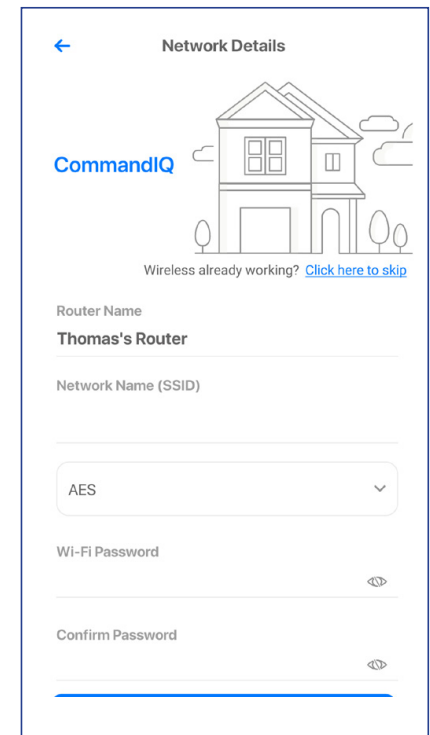 Network Details
CommandIQ
Wireless already working? Click here to skip
Router Name
Thomas's Router
Network Name (SSID)
AES
Wi-Fi Password
Confirm Password